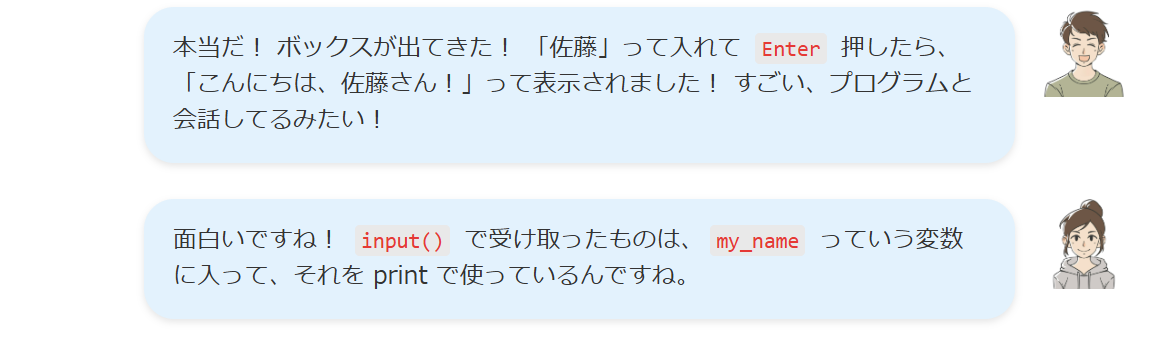 本当だ！ ボックスが出てきた！ 「佐藤」って入れて Enter 押したら、
「こんにちは、佐藤さん！」って表示されました！ すごい、プログラムと
会話してるみたい！
面白いですね！ input() で受け取ったものは、 my_name っていう変数
に入って、それを print で使っているんですね。